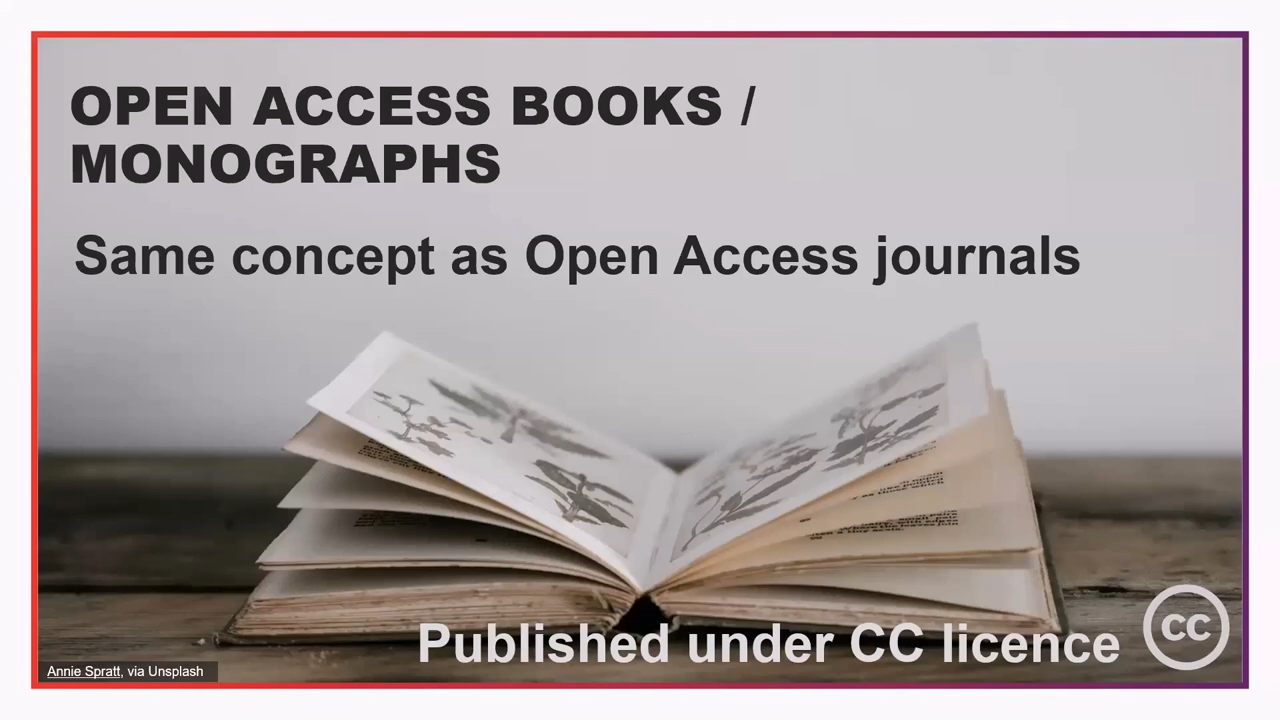 OPEN ACCESS BOOKS /
MONOGRAPHS
Same concept as Open Access journals
Published under CC licence
CC
Annie Spratt, via Unsplash